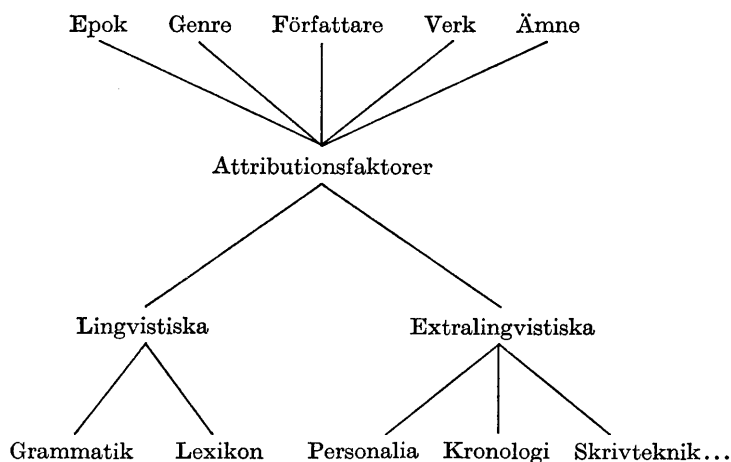 Epok Genre Författare Verk Ämne
Attributionsfaktorer
Lingvistiska Extralingvistiska
Grammatik Lexikon Personalia Kronologi Skrivteknik...